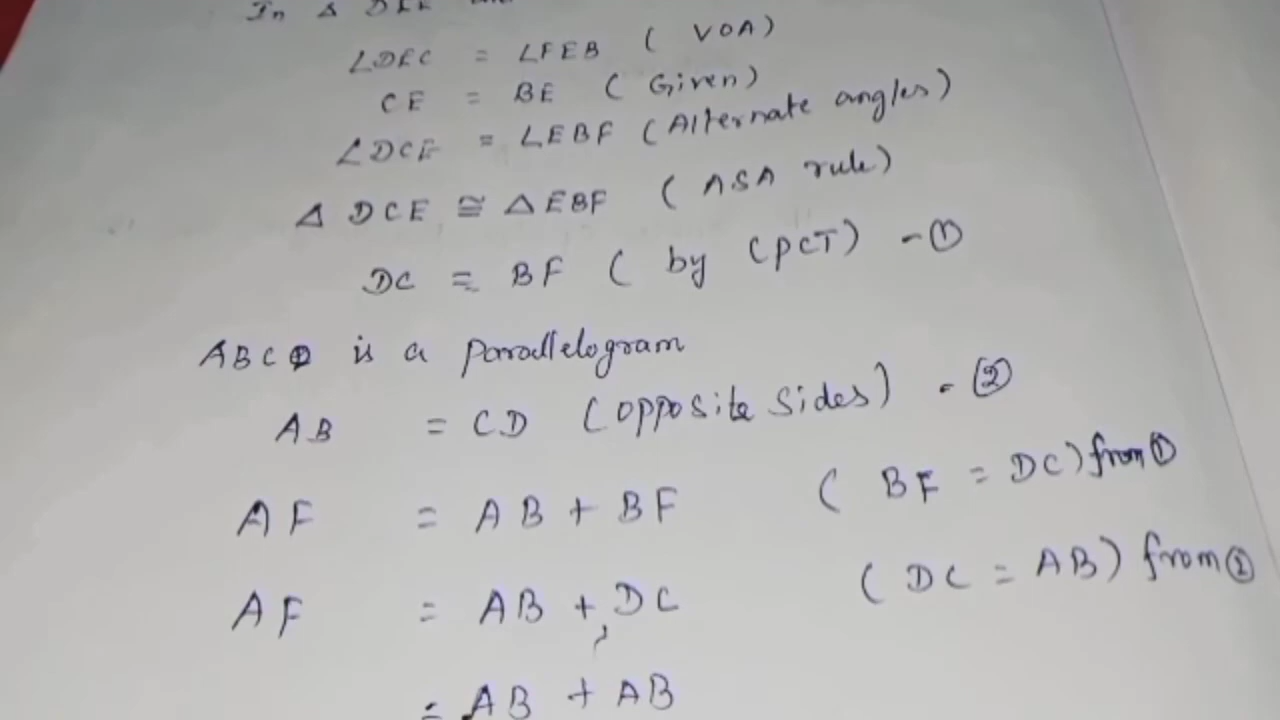 In Δ
∠DEC = ∠FEB ( VOA)
CE = BE ( Given)
∠DCE = ∠EBF (Alternate angles)
Δ DCE ≅ ΔEBF ( ASA rule)
DC = BF ( by CPCT) - ①
ABCD is a parallelogram
AB = CD (opposite sides) - ②
AF = AB + BF ( BF = DC) from ①
AF = AB + DC ( DC = AB) from ②
= AB + AB